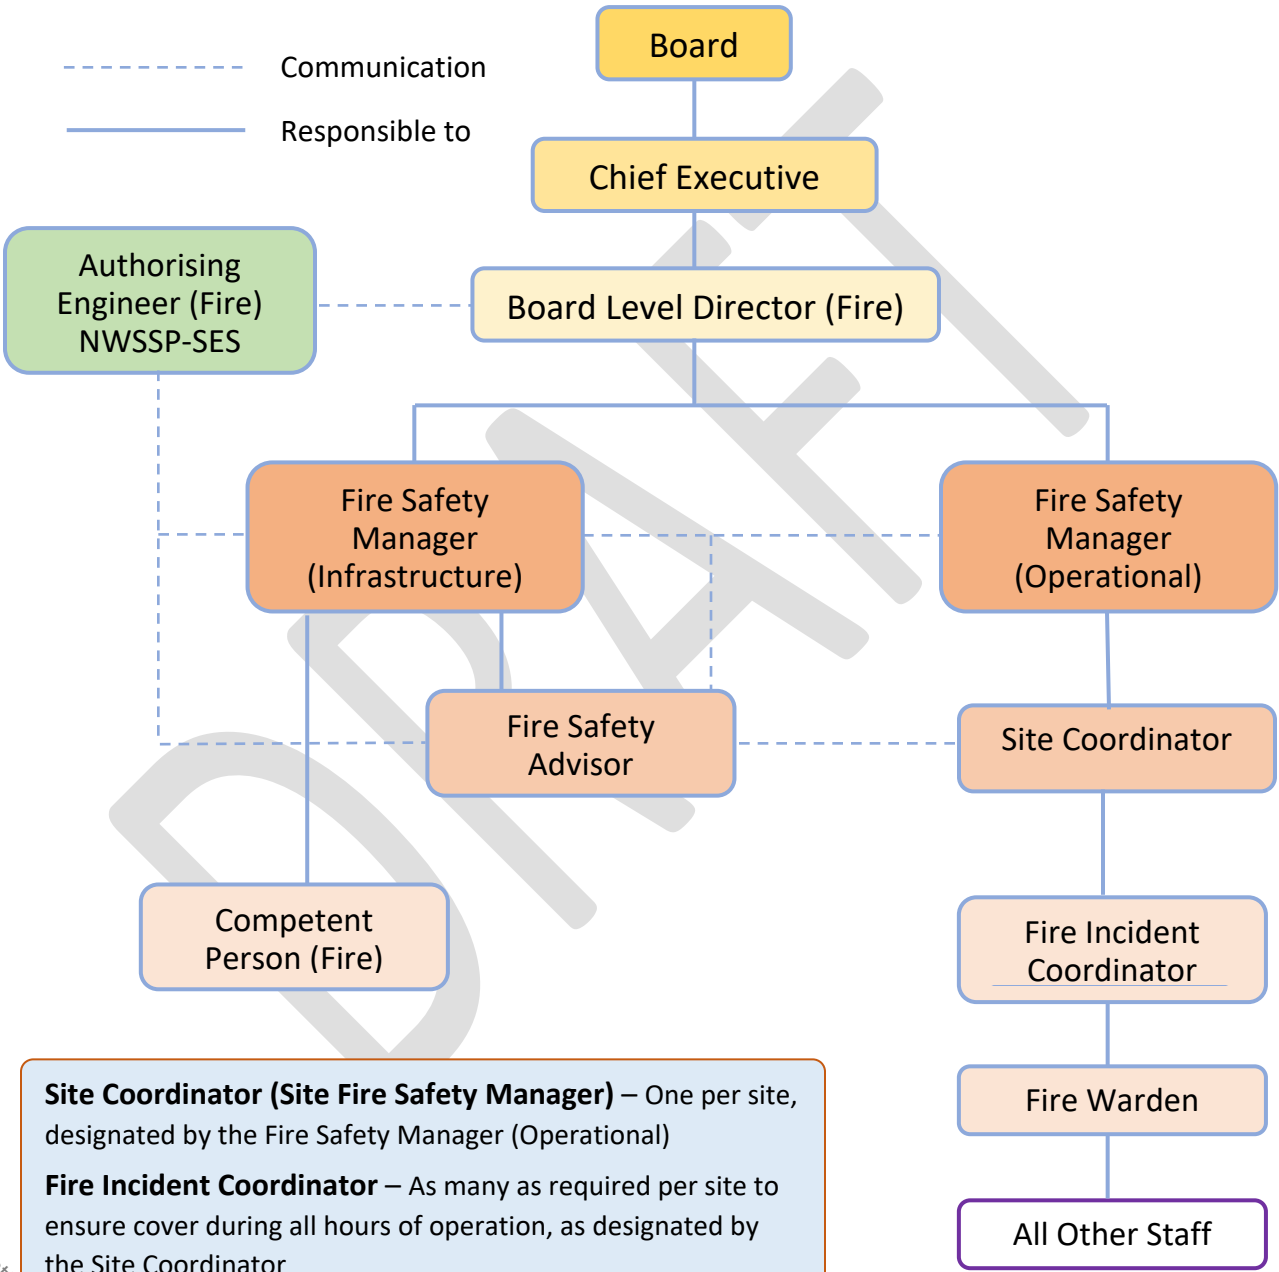 Communication
Responsible to
Board
Chief Executive
Authorising
Engineer (Fire)
NWSSP-SES
Board Level Director (Fire)
Fire Safety
Manager
(Infrastructure)
Fire Safety
Manager
(Operational)
Fire Safety
Advisor
Site Coordinator
Competent
Person (Fire)
Fire Incident
Coordinator
Fire Warden
All Other Staff
Site Coordinator (Site Fire Safety Manager) – One per site,
designated by the Fire Safety Manager (Operational)
Fire Incident Coordinator – As many as required per site to
ensure cover during all hours of operation, as designated by
the Site Coordinator
DRAFT